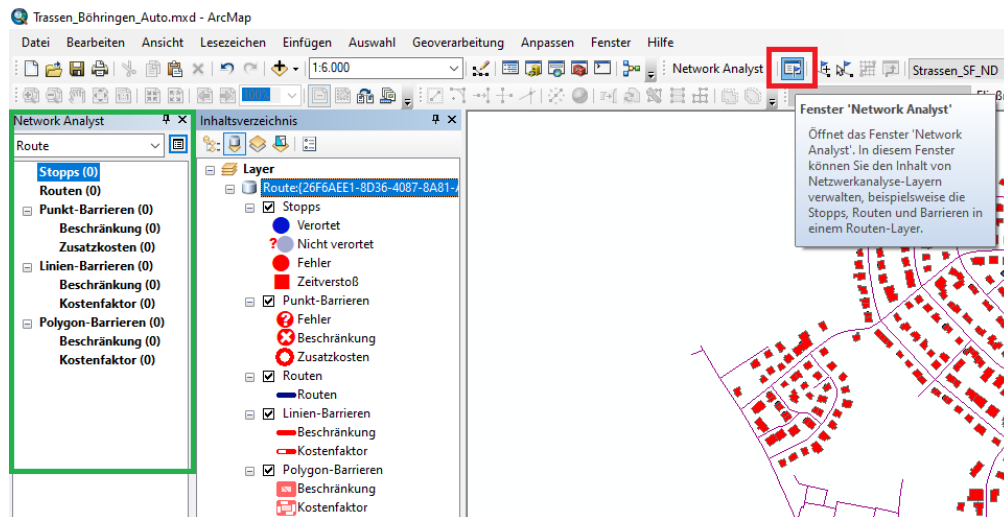 Trassen_Böhringen_Auto.mxd - ArcMap
Datei Bearbeiten Ansicht Lesezeichen Einfügen Auswahl Geoverarbeitung Anpassen Fenster Hilfe
1:6.000 Network Analyst Strassen_SF_ND
100%
Network Analyst
Route
Stopps (0)
Routen (0)
Punkt-Barrieren (0)
Beschränkung (0)
Zusatzkosten (0)
Linien-Barrieren (0)
Beschränkung (0)
Kostenfaktor (0)
Polygon-Barrieren (0)
Beschränkung (0)
Kostenfaktor (0)
Inhaltsverzeichnis
Layer
Route:{26F6AEE1-8D36-4087-8A81-
Stopps
Verortet
? Nicht verortet
Fehler
Zeitverstoß
Punkt-Barrieren
? Fehler
Beschränkung
Zusatzkosten
Routen
Routen
Linien-Barrieren
Beschränkung
Kostenfaktor
Polygon-Barrieren
Beschränkung
Kostenfaktor
Fenster 'Network Analyst'
Öffnet das Fenster 'Network
Analyst'. In diesem Fenster
können Sie den Inhalt von
Netzwerkanalyse-Layern
verwalten, beispielsweise die
Stopps, Routen und Barrieren in
einem Routen-Layer.